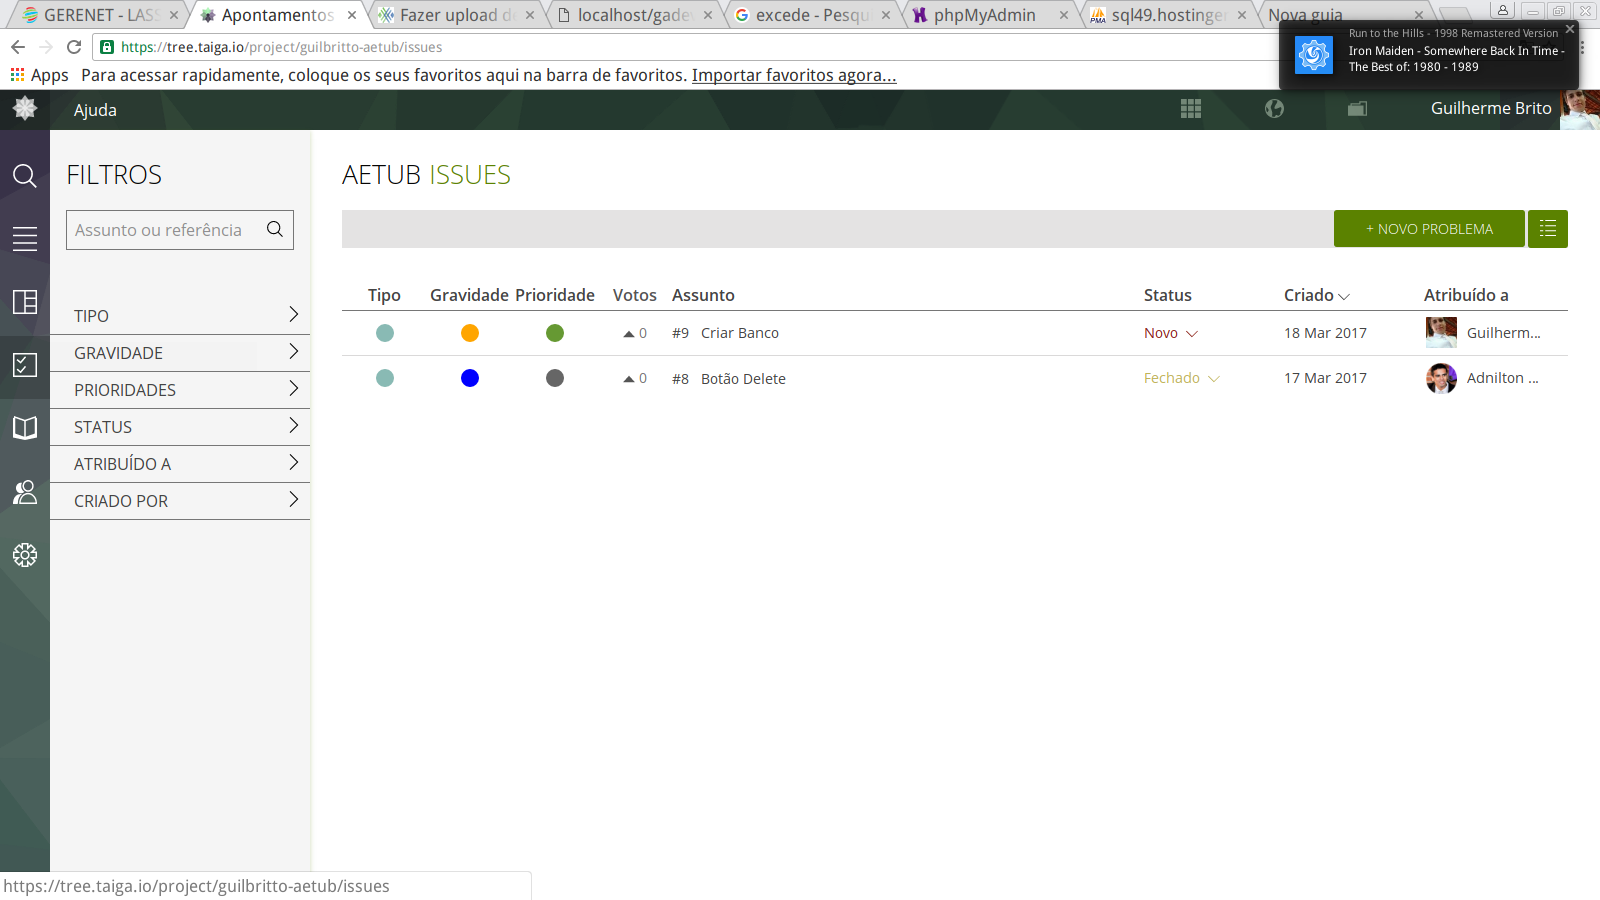 GERENET - LASS
Apontamentos
Fazer upload de
localhost/gadev
excede - Pesqu
phpMyAdmin
sql49.hostinger
Nova guia
https://tree.taiga.io/project/guilbritto-aetub/issues
Run to the Hills - 1998 Remastered Version
Iron Maiden - Somewhere Back In Time -
The Best of: 1980 - 1989
Apps Para acessar rapidamente, coloque os seus favoritos aqui na barra de favoritos. Importar favoritos agora...
Ajuda
Guilherme Brito
FILTROS
Assunto ou referência
TIPO
GRAVIDADE
PRIORIDADES
STATUS
ATRIBUÍDO A
CRIADO POR
AETUB ISSUES
+ NOVO PROBLEMA
Tipo Gravidade Prioridade Votos Assunto Status Criado Atribuído a
0 #9 Criar Banco Novo 18 Mar 2017 Guilherm...
0 #8 Botão Delete Fechado 17 Mar 2017 Adnilton ...
https://tree.taiga.io/project/guilbritto-aetub/issues